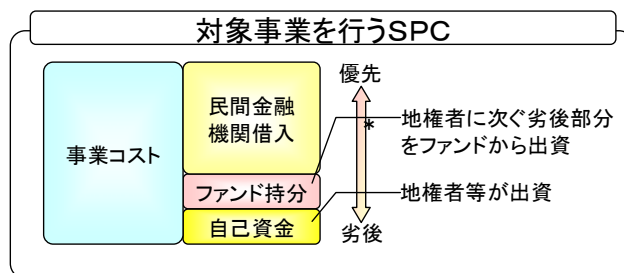 対象事業を行うSPC
事業コスト
民間金融
機関借入
ファンド持分
自己資金
優先
*
劣後
地権者に次ぐ劣後部分
をファンドから出資
地権者等が出資